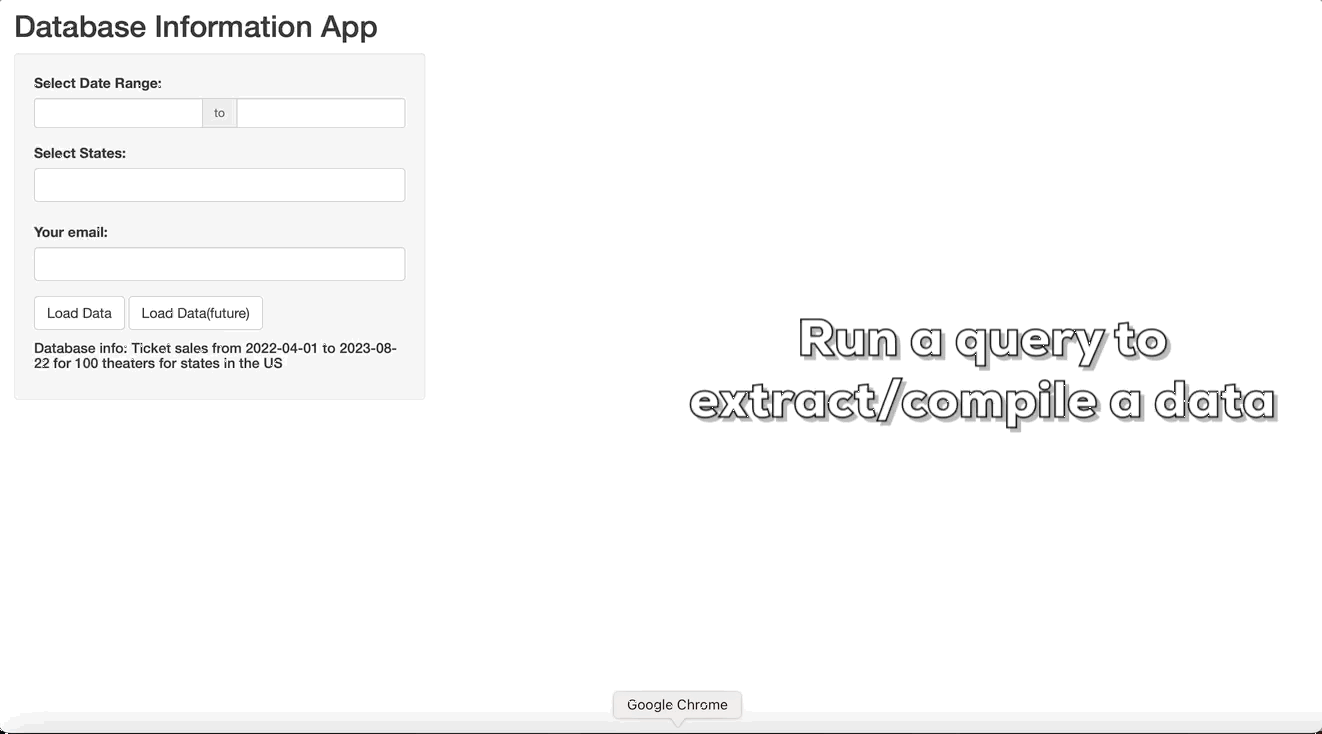 Database Information App
Select Date Range:
to
Select States:
Your email:
Load Data
Load Data(future)
Database info: Ticket sales from 2022-04-01 to 2023-08-
22 for 100 theaters for states in the US
Run a query to
extract/compile a data
Google Chrome